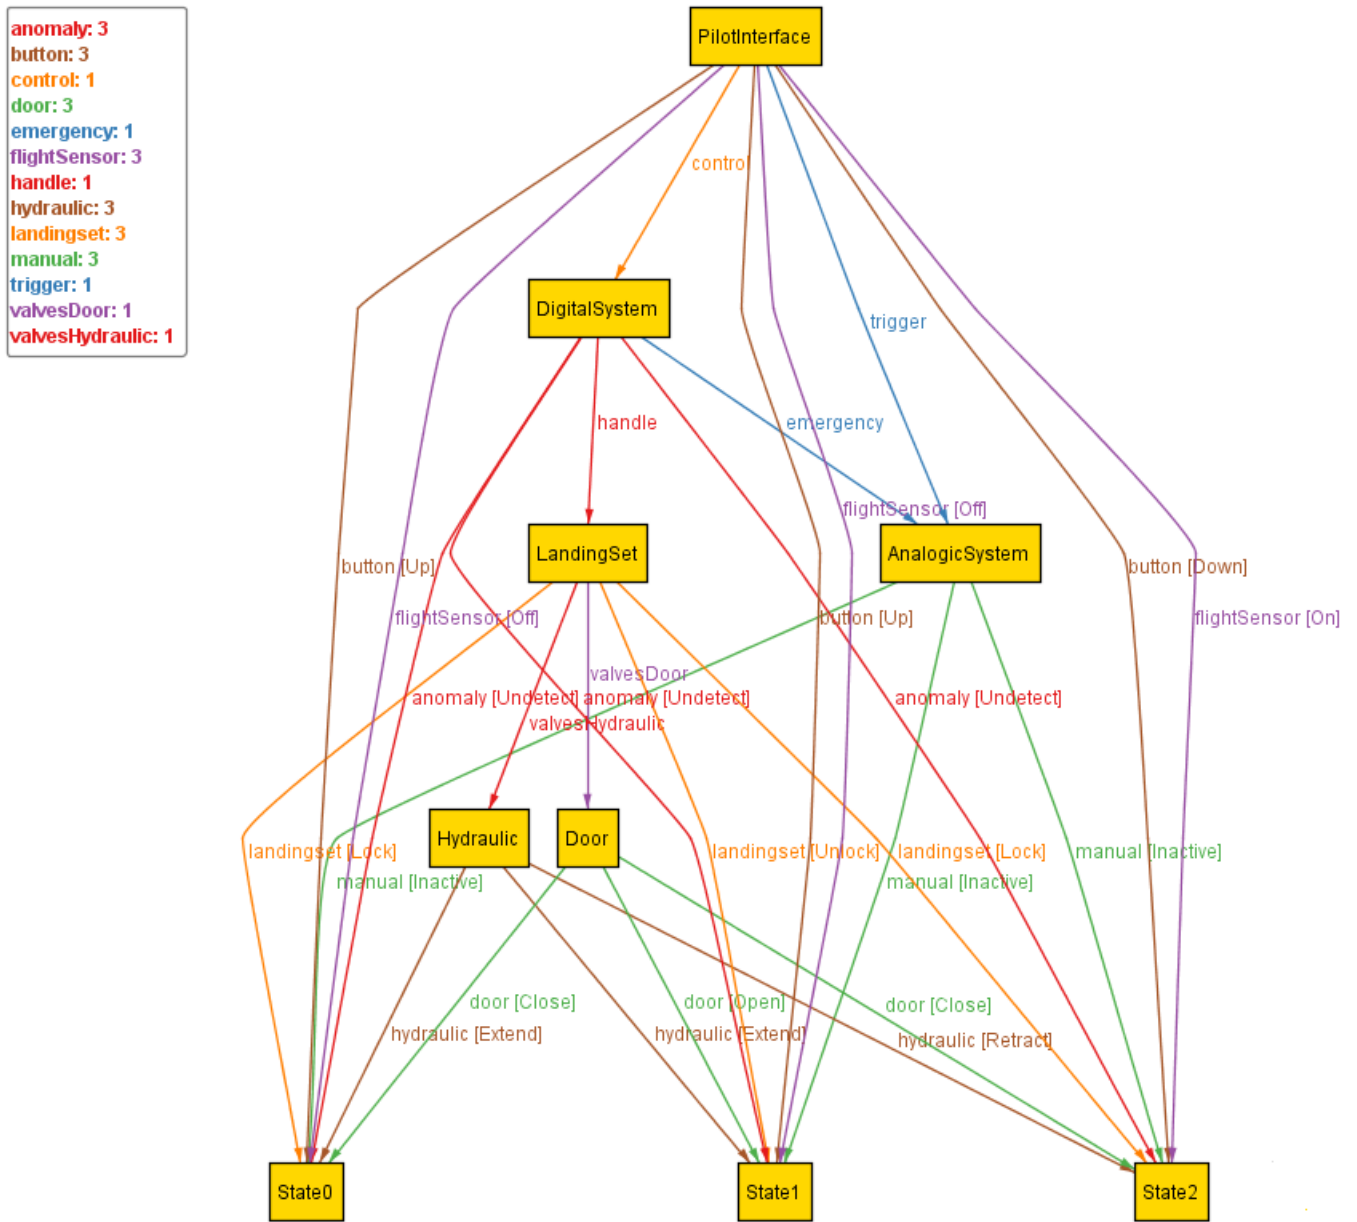 anomaly: 3
button: 3
control: 1
door: 3
emergency: 1
flightSensor: 3
handle: 1
hydraulic: 3
landingset: 3
manual: 3
trigger: 1
valvesDoor: 1
valvesHydraulic: 1
PilotInterface
control
DigitalSystem
trigger
handle
emergency
flightSensor [Off]
LandingSet
AnalogicSystem
button [Up]
button [Down]
flightSensor [Off]
button [Up]
flightSensor [On]
valvesDoor
anomaly [Undetect]
anomaly [Undetect]
anomaly [Undetect]
valvesHydraulic
Hydraulic
Door
landingset [Lock]
landingset [Unlock]
landingset [Lock]
manual [Inactive]
manual [Inactive]
manual [Inactive]
door [Close]
door [Open]
door [Close]
hydraulic [Extend]
hydraulic [Extend]
hydraulic [Retract]
State0
State1
State2